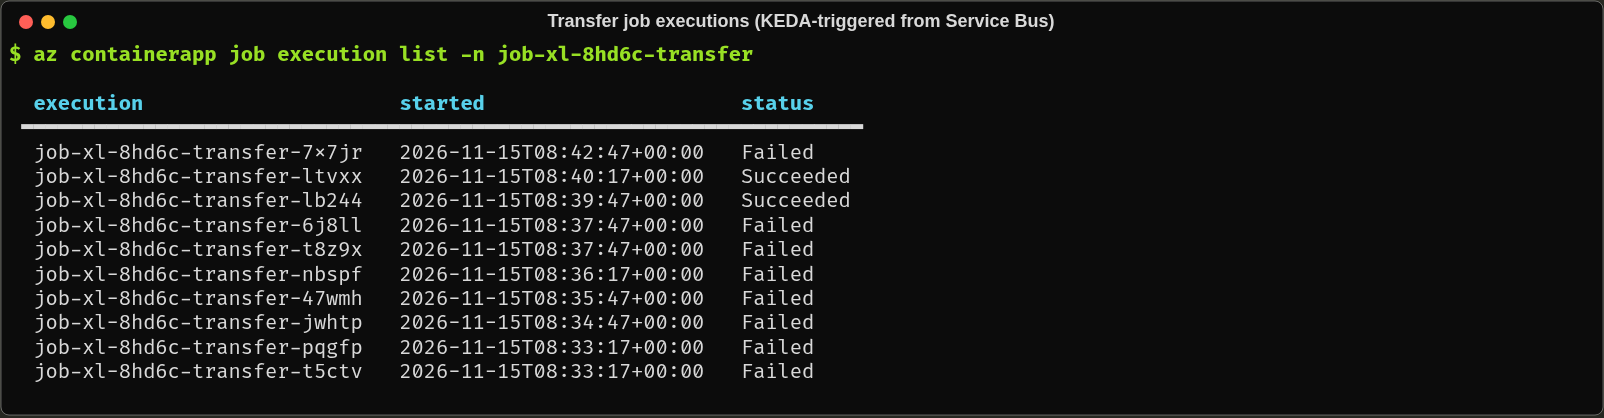 Transfer job executions (KEDA-triggered from Service Bus)
$ az containerapp job execution list -n job-xl-8hd6c-transfer
execution started status
job-xl-8hd6c-transfer-7×7jr 2026-11-15T08:42:47+00:00 Failed
job-xl-8hd6c-transfer-ltvxx 2026-11-15T08:40:17+00:00 Succeeded
job-xl-8hd6c-transfer-lb244 2026-11-15T08:39:47+00:00 Succeeded
job-xl-8hd6c-transfer-6j8ll 2026-11-15T08:37:47+00:00 Failed
job-xl-8hd6c-transfer-t8z9x 2026-11-15T08:37:47+00:00 Failed
job-xl-8hd6c-transfer-nbspf 2026-11-15T08:36:17+00:00 Failed
job-xl-8hd6c-transfer-47wmh 2026-11-15T08:35:47+00:00 Failed
job-xl-8hd6c-transfer-jwhtp 2026-11-15T08:34:47+00:00 Failed
job-xl-8hd6c-transfer-pqgfp 2026-11-15T08:33:17+00:00 Failed
job-xl-8hd6c-transfer-t5ctv 2026-11-15T08:33:17+00:00 Failed